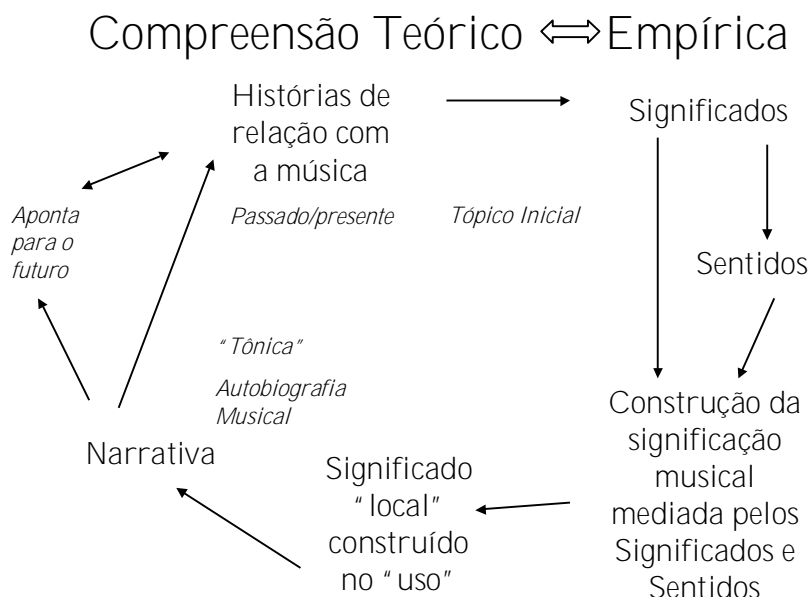 Compreensão Teórico ⟺ Empírica
Histórias de
relação com
a música
Passado/presente
Tópico Inicial
Significados
Sentidos
Aponta
para o
futuro
"Tônica"
Autobiografia
Musical
Narrativa
Significado
"local"
construído
no "uso"
Construção da
significação
musical
mediada pelos
Significados e
Sentidos